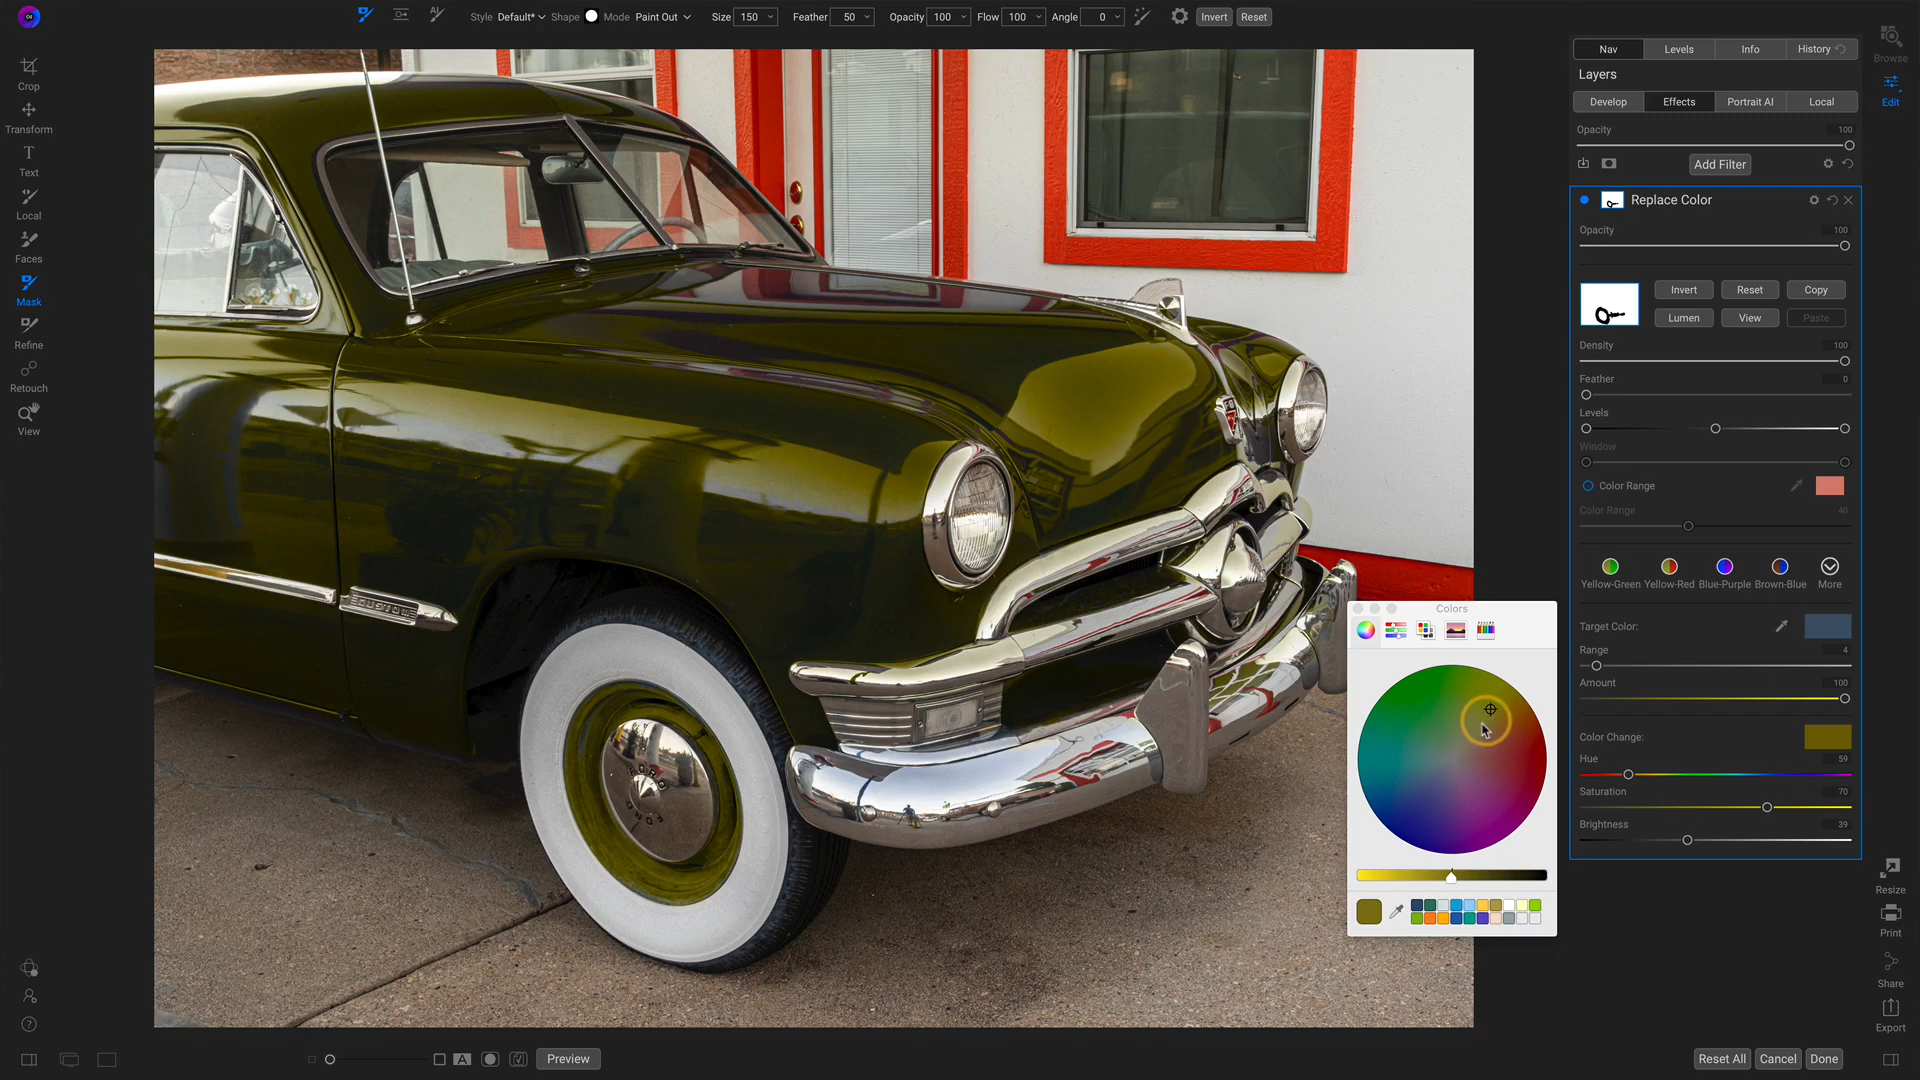 Style Default* Shape Mode Paint Out Size 150 Feather 50 Opacity 100 Flow 100 Angle 0 Invert Reset
Crop
Transform
Text
Local
Faces
Mask
Refine
Retouch
View
FORD
FORD
CUSTOM
Nav Levels Info History
Layers
Develop Effects Portrait AI Local
Opacity 100
Add Filter
Replace Color
Opacity 100
Invert Reset Copy
Lumen View Paste
Density 100
Feather 0
Levels
Window
Color Range
Color Range 40
Yellow-Green Yellow-Red Blue-Purple Brown-Blue More
Target Color:
Range 4
Amount 100
Color Change:
Hue 59
Saturation 70
Brightness 39
Colors
Browse
Edit
Resize
Print
Share
Export
A Preview
Reset All Cancel Done